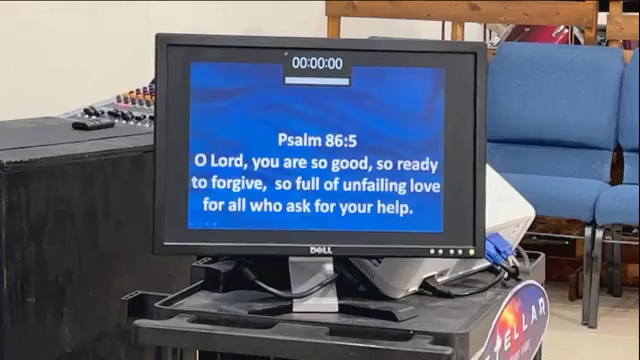 00:00:00
Psalm 86:5
O Lord, you are so good, so ready
to forgive, so full of unfailing love
for all who ask for your help.
DELL